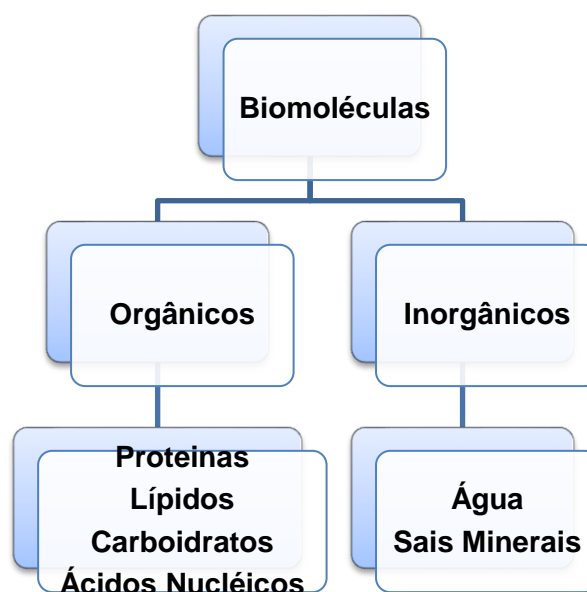 Biomoléculas
Orgânicos
Inorgânicos
Proteinas
Lípidos
Carboidratos
Ácidos Nucléicos
Água
Sais Minerais